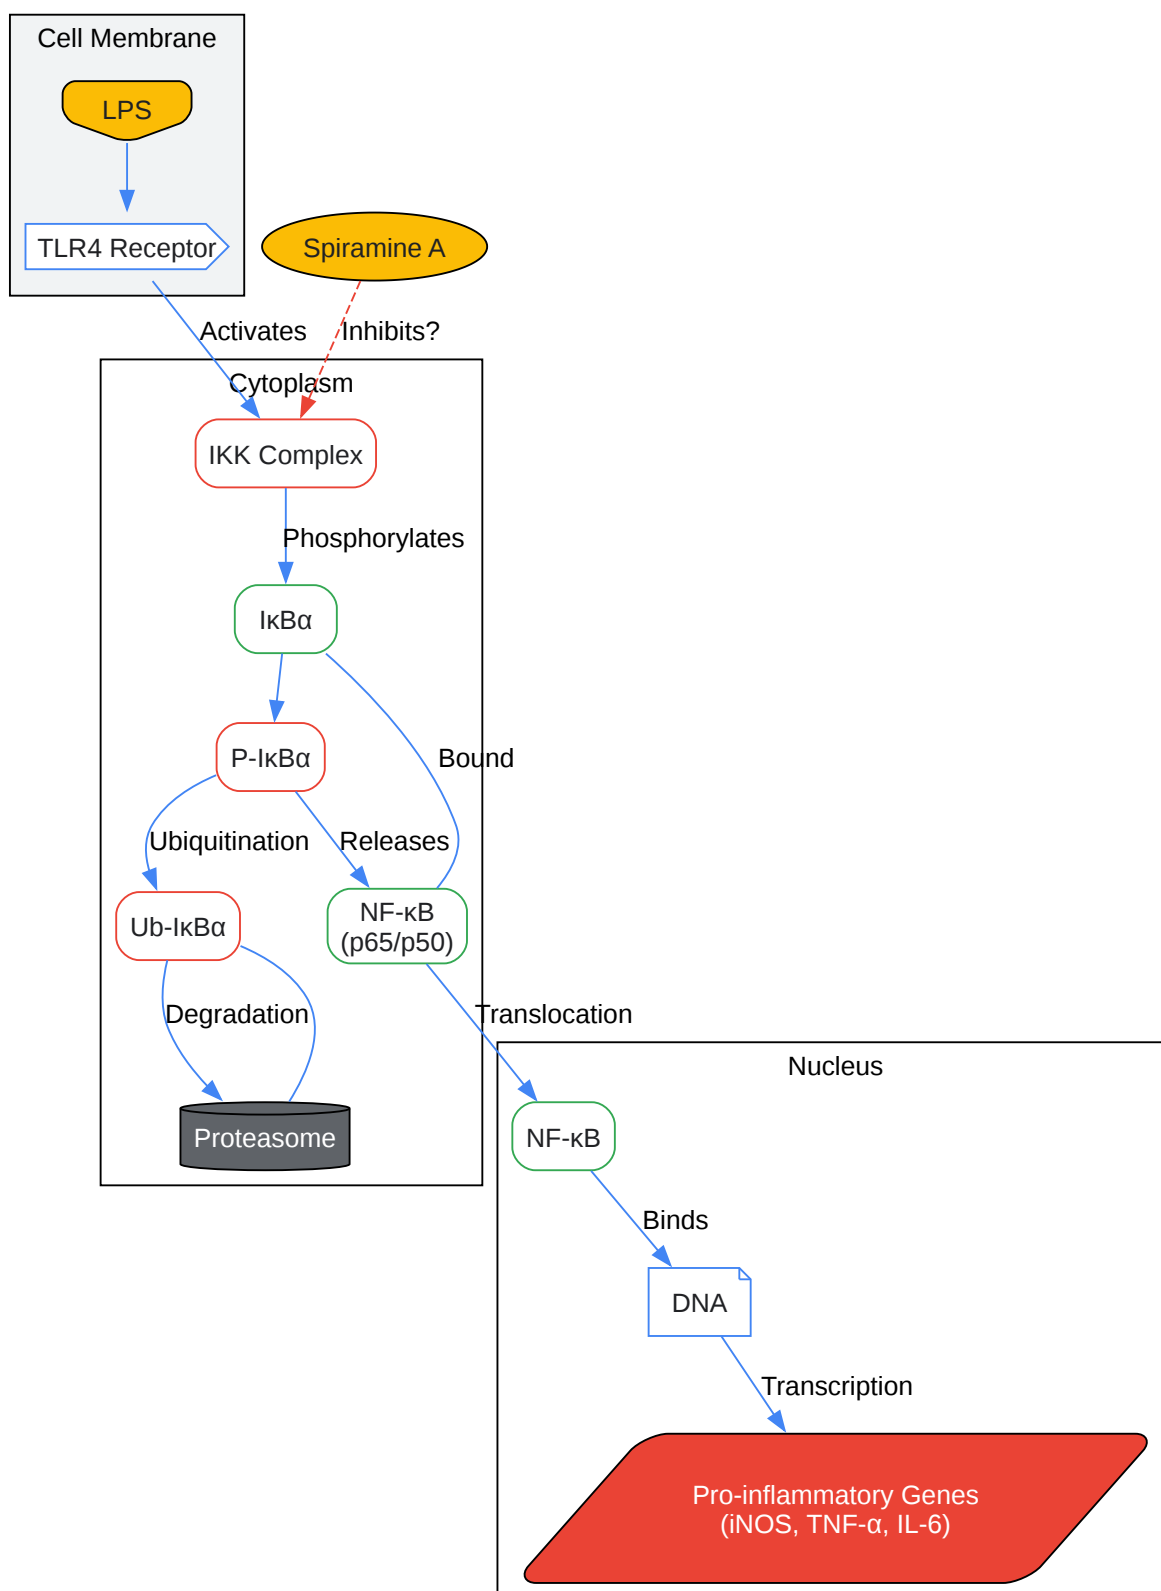 Cell Membrane
LPS
TLR4 Receptor
Spiramine A
Activates
Inhibits?
Cytoplasm
IKK Complex
Phosphorylates
IκBα
P-IκBα
Bound
Ubiquitination
Releases
Ub-IκBα
NF-κB
(p65/p50)
Degradation
Translocation
Nucleus
Proteasome
NF-κB
Binds
DNA
Transcription
Pro-inflammatory Genes
(iNOS, TNF-α, IL-6)